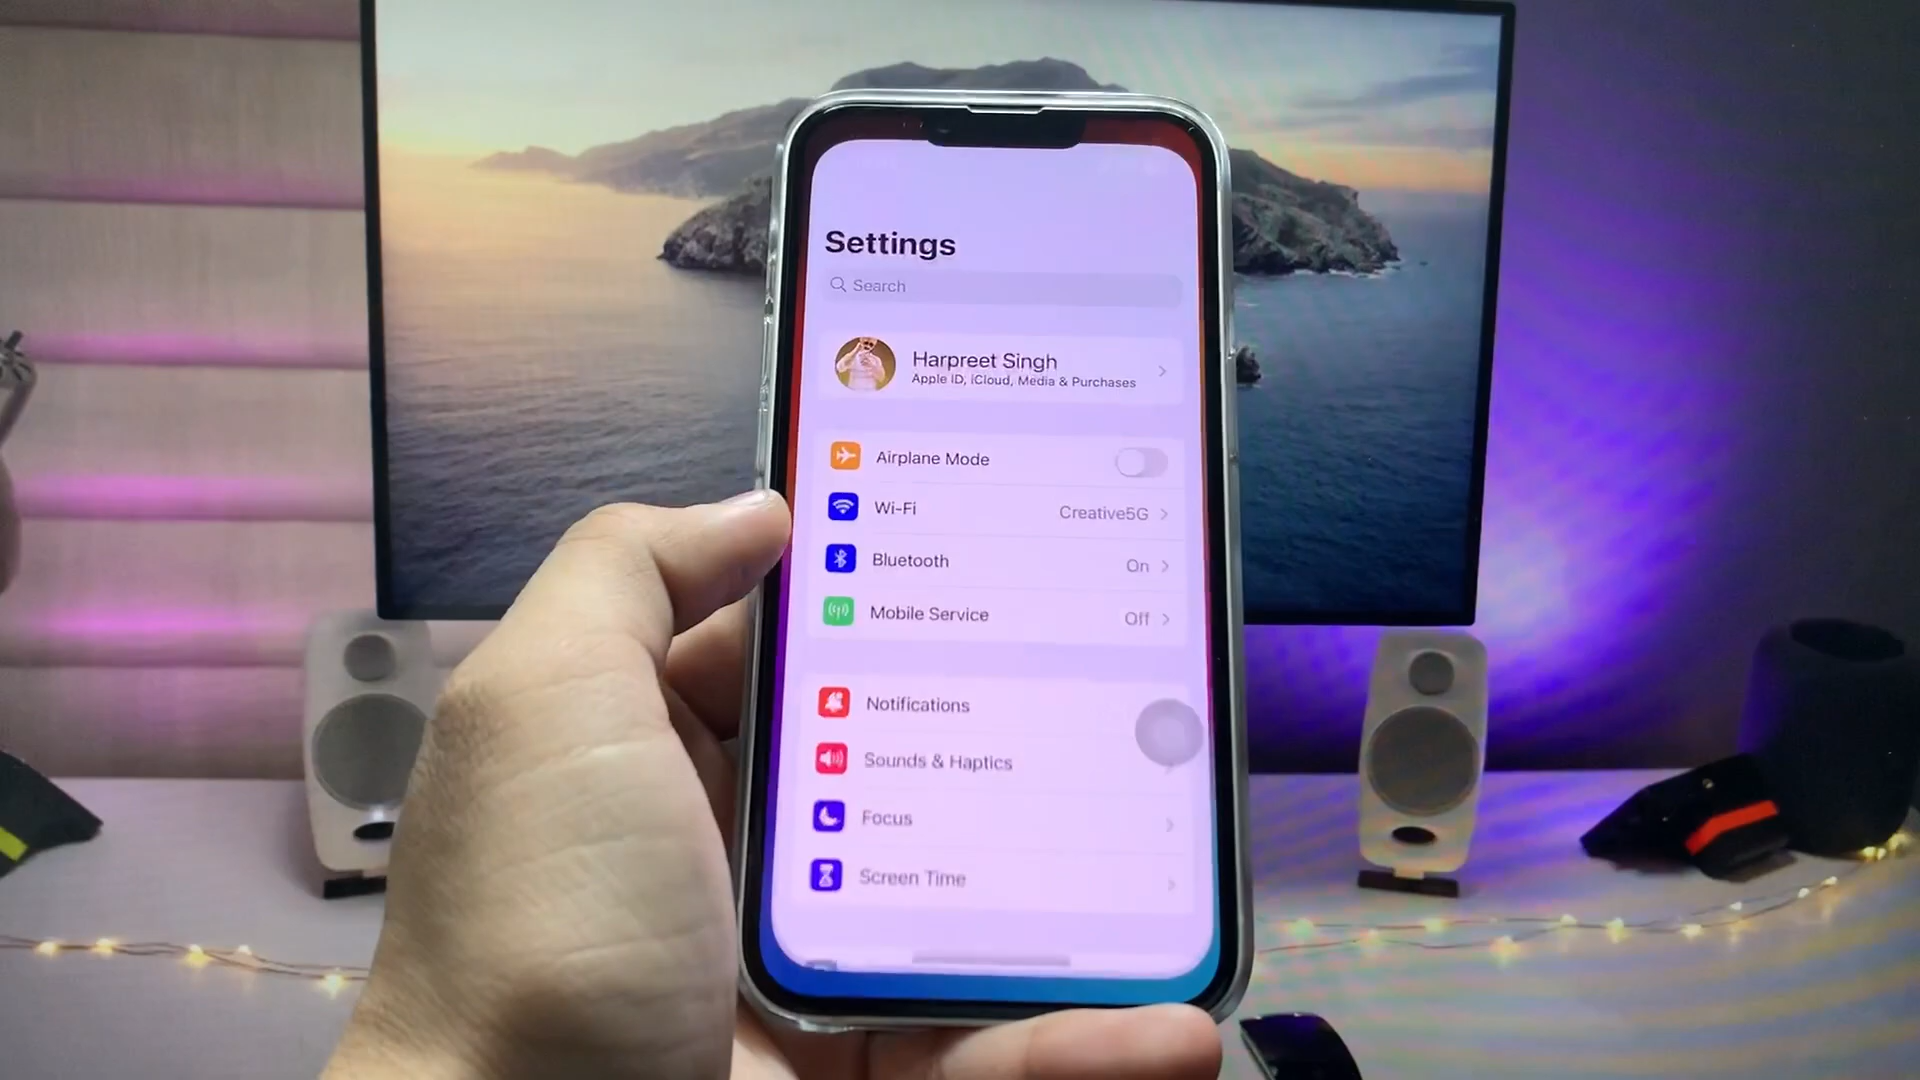 Settings
Search
Harpreet Singh
Apple ID, iCloud, Media & Purchases
Airplane Mode
Wi-Fi Creative5G
Bluetooth On
Mobile Service Off
Notifications
Sounds & Haptics
Focus
Screen Time